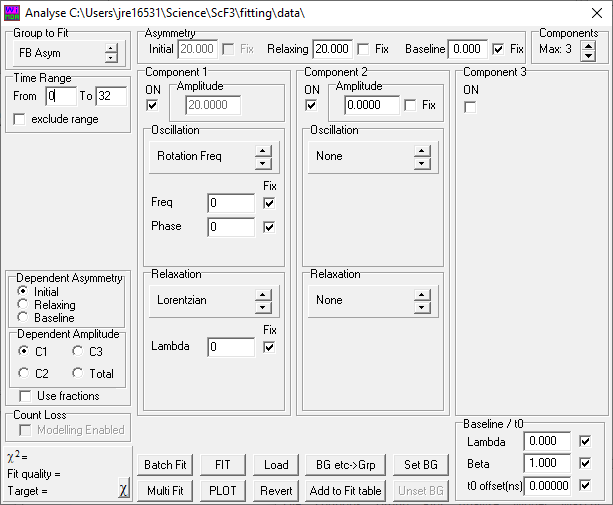 Analyse C:\Users\jre16531\Science\ScF3\fitting\data\
Group to Fit
FB Asym
Asymmetry
Initial 20.000 Fix Relaxing 20.000 Fix Baseline 0.000 Fix
Components
Max: 3
Time Range
From 0 To 32
exclude range
Component 1
ON
Amplitude
20.0000
Oscillation
Rotation Freq
Fix
Freq 0
Phase 0
Relaxation
Lorentzian
Fix
Lambda 0
Component 2
ON
Amplitude
0.0000 Fix
Oscillation
None
Relaxation
None
Component 3
ON
Dependent Asymmetry
Initial
Relaxing
Baseline
Dependent Amplitude
C1 C3
C2 Total
Use fractions
Count Loss
Modelling Enabled
χ2=
Fit quality =
Target = χ
Batch Fit FIT Load BG etc->Grp Set BG
Multi Fit PLOT Revert Add to Fit table Unset BG
Baseline / t0
Lambda 0.000
Beta 1.000
t0 offset(ns) 0.00000